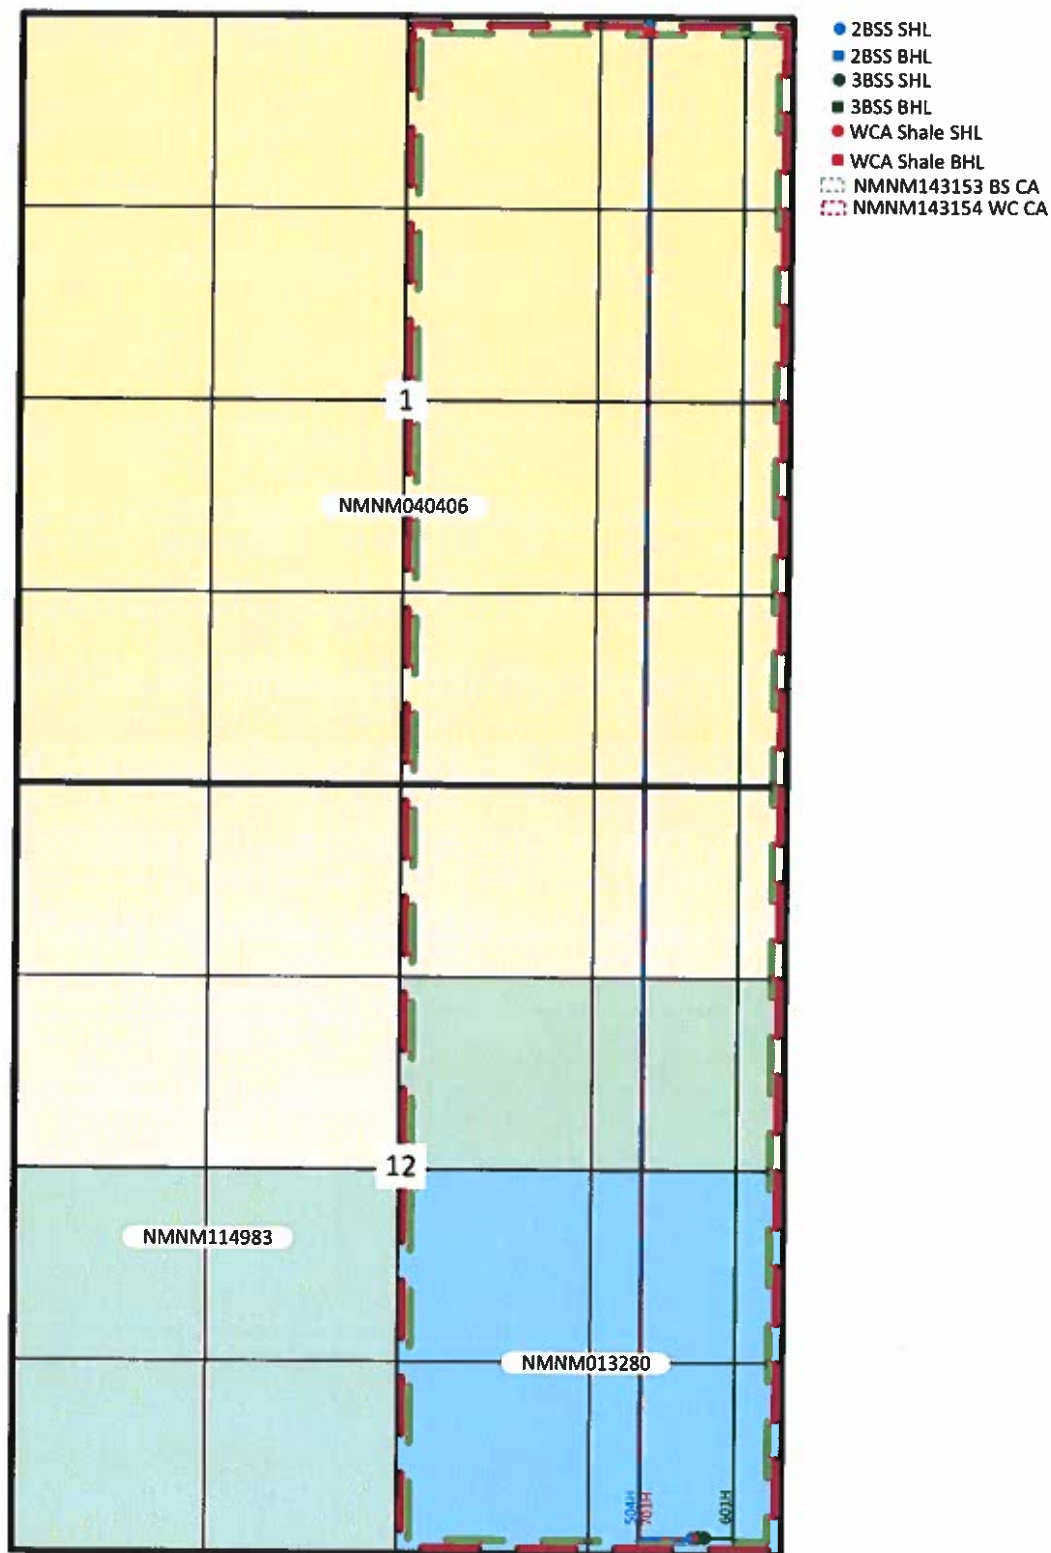 2BSS SHL
2BSS BHL
3BSS SHL
3BSS BHL
WCA Shale SHL
WCA Shale BHL
NMNM143153 BS CA
NMNM143154 WC CA
1
NMNM040406
12
NMNM114983
NMNM013280
504H
701H
601H